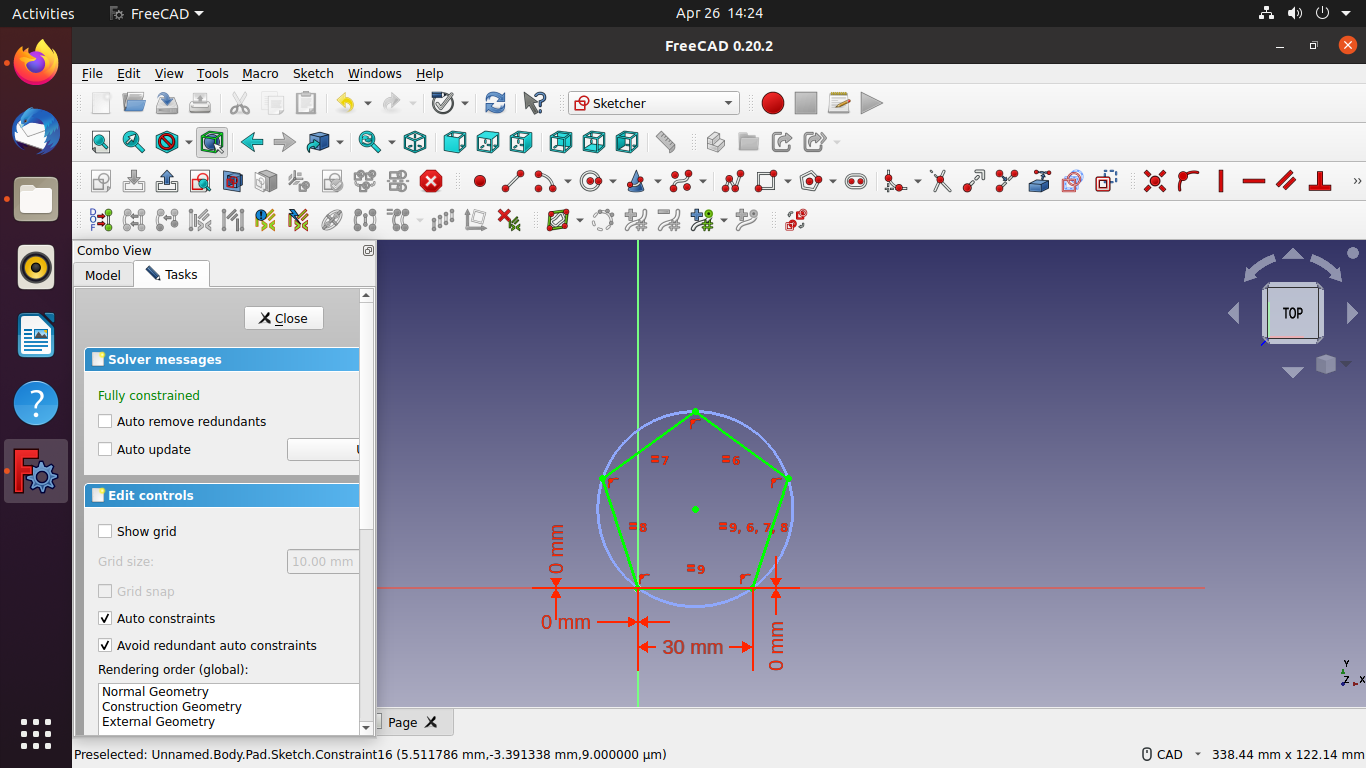 Activities
FreeCAD
Apr 26 14:24
FreeCAD 0.20.2
File Edit View Tools Macro Sketch Windows Help
Sketcher
Combo View
Model
Tasks
Close
Solver messages
Fully constrained
Auto remove redundants
Auto update
Edit controls
Show grid
Grid size:
10.00 mm
Grid snap
Auto constraints
Avoid redundant auto constraints
Rendering order (global):
Normal Geometry
Construction Geometry
External Geometry
TOP
7
6
8
9, 6, 7, 8
9
0 mm
0 mm
30 mm
0 mm
Y
Z
X
Page
Preselected: Unnamed.Body.Pad.Sketch.Constraint16 (5.511786 mm,-3.391338 mm,9.000000 µm)
CAD
338.44 mm x 122.14 mm